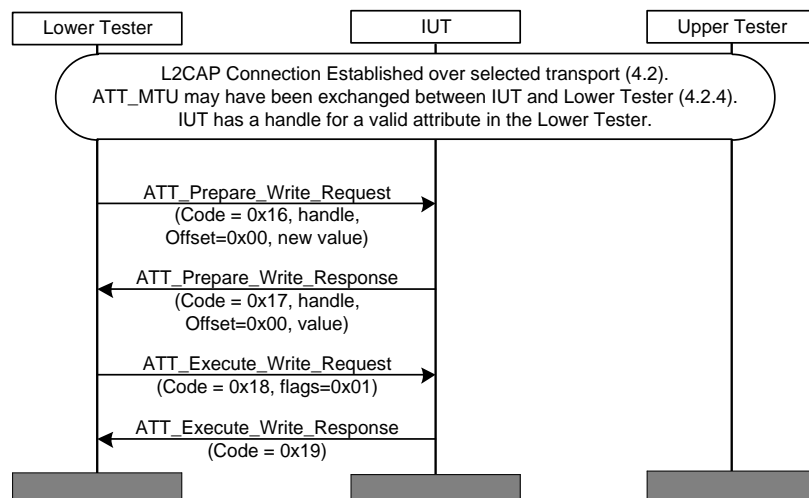 Lower Tester
IUT
Upper Tester
L2CAP Connection Established over selected transport (4.2).
ATT_MTU may have been exchanged between IUT and Lower Tester (4.2.4).
IUT has a handle for a valid attribute in the Lower Tester.
ATT_Prepare_Write_Request
(Code = 0x16, handle,
Offset=0x00, new value)
ATT_Prepare_Write_Response
(Code = 0x17, handle,
Offset=0x00, value)
ATT_Execute_Write_Request
(Code = 0x18, flags=0x01)
ATT_Execute_Write_Response
(Code = 0x19)